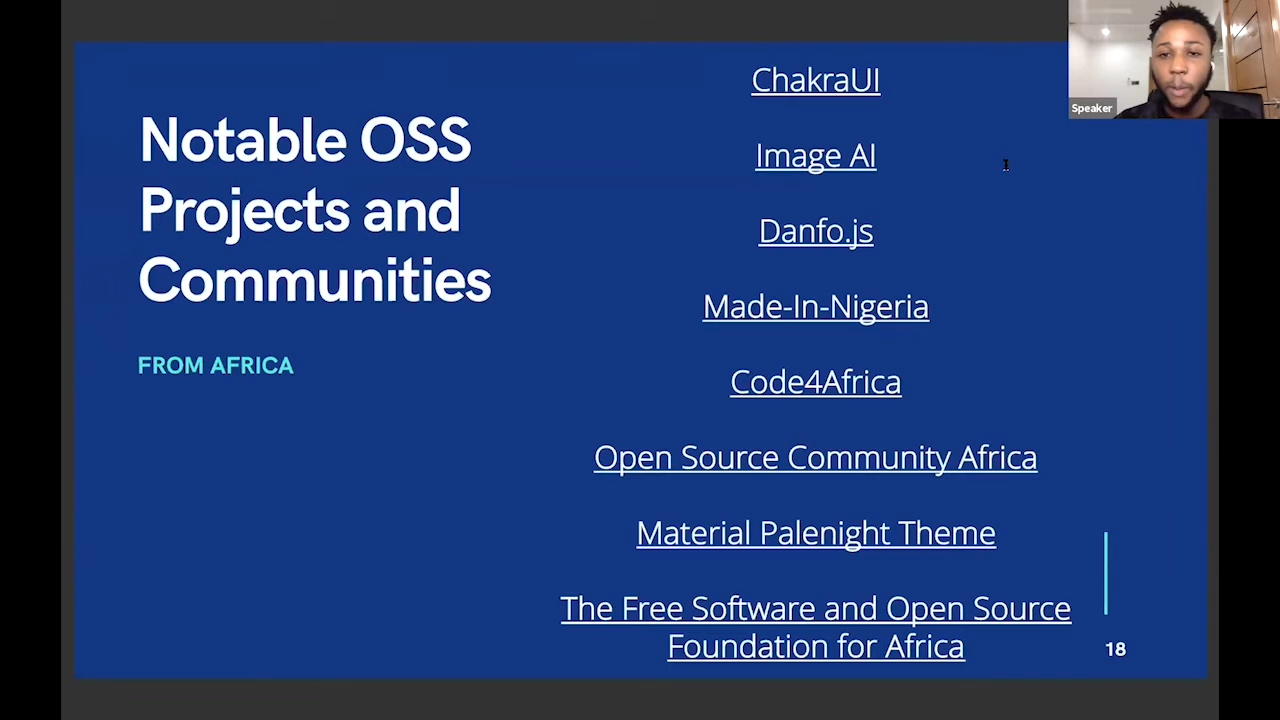 Notable OSS
Projects and
Communities
FROM AFRICA
ChakraUI
Image AI
Danfo.js
Made-In-Nigeria
Code4Africa
Open Source Community Africa
Material Palenight Theme
The Free Software and Open Source
Foundation for Africa
18
Speaker